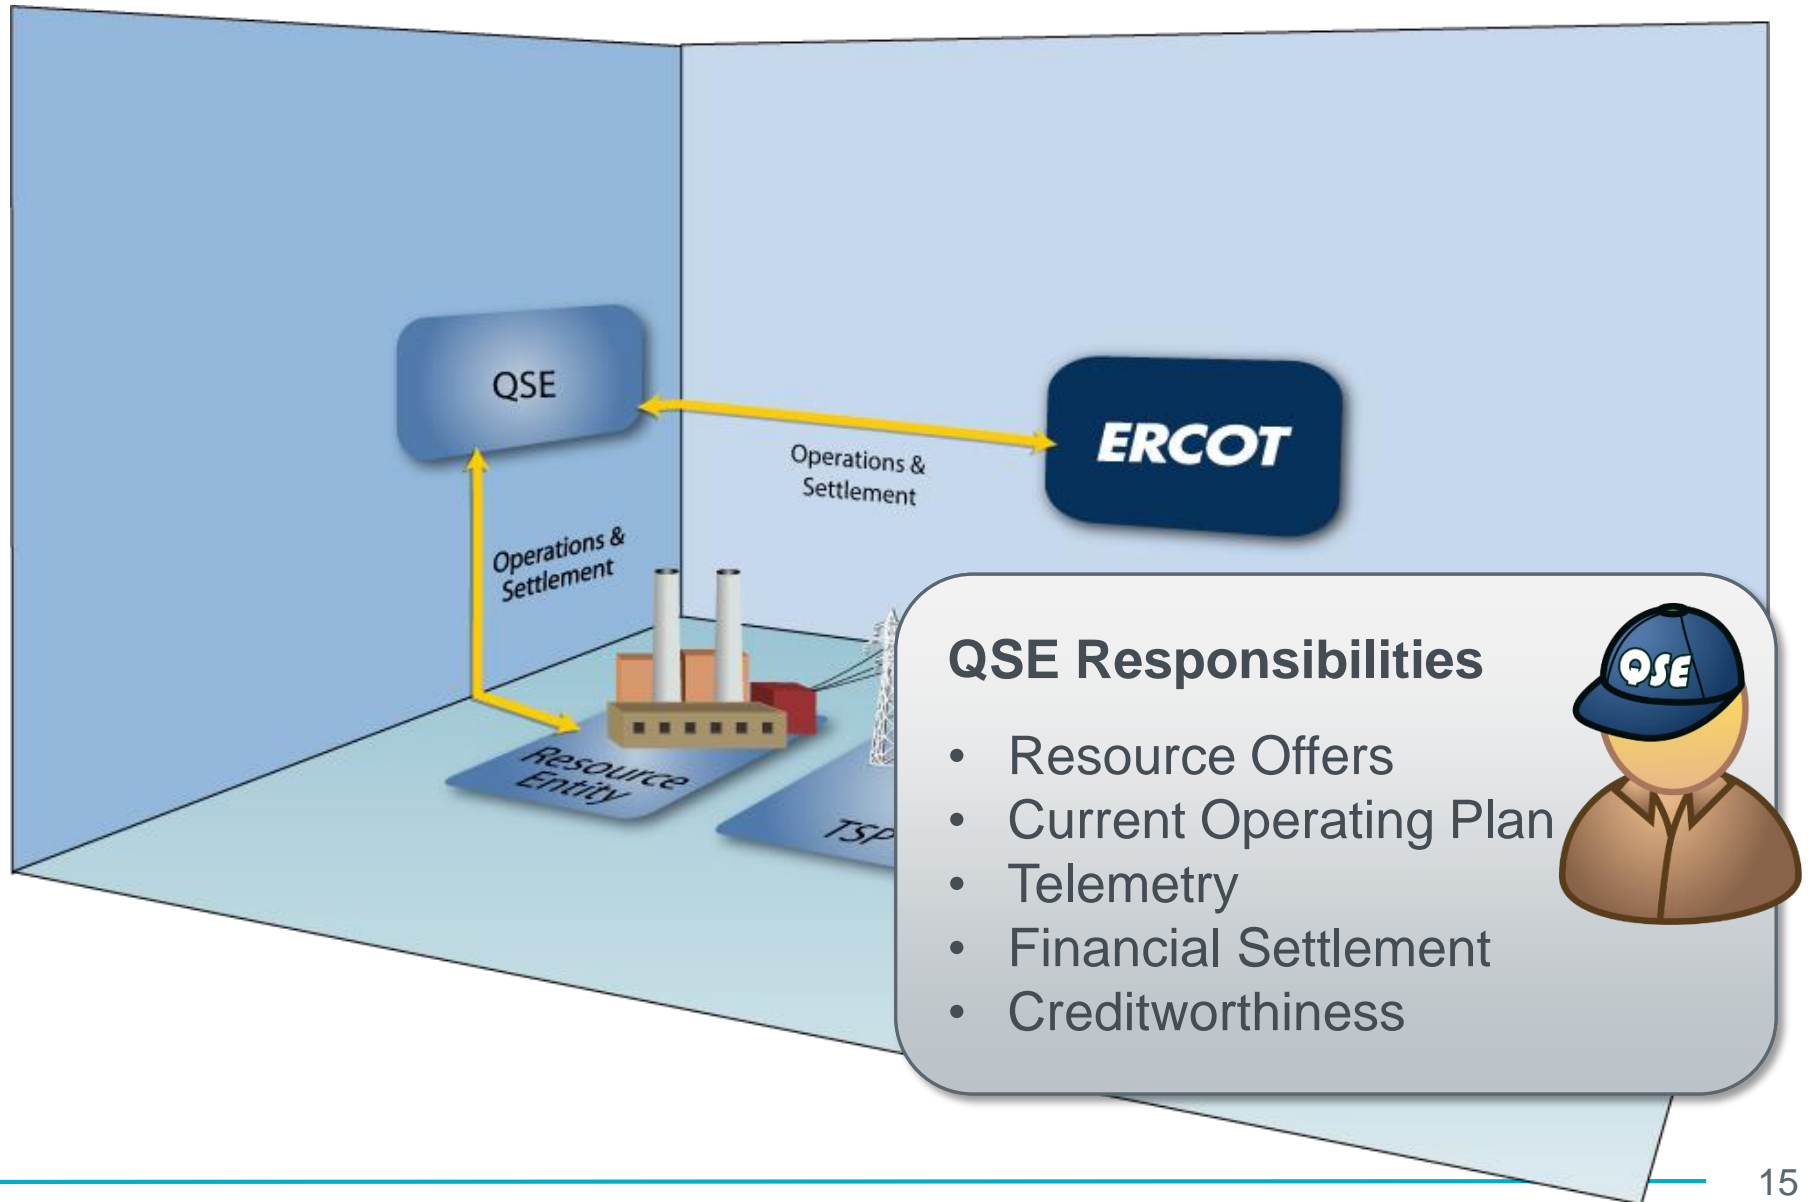 QSE
ERCOT
Operations &
Settlement
Operations &
Settlement
Resource
Entity
TSP
QSE Responsibilities
QSE
• Resource Offers
• Current Operating Plan
• Telemetry
• Financial Settlement
• Creditworthiness
15